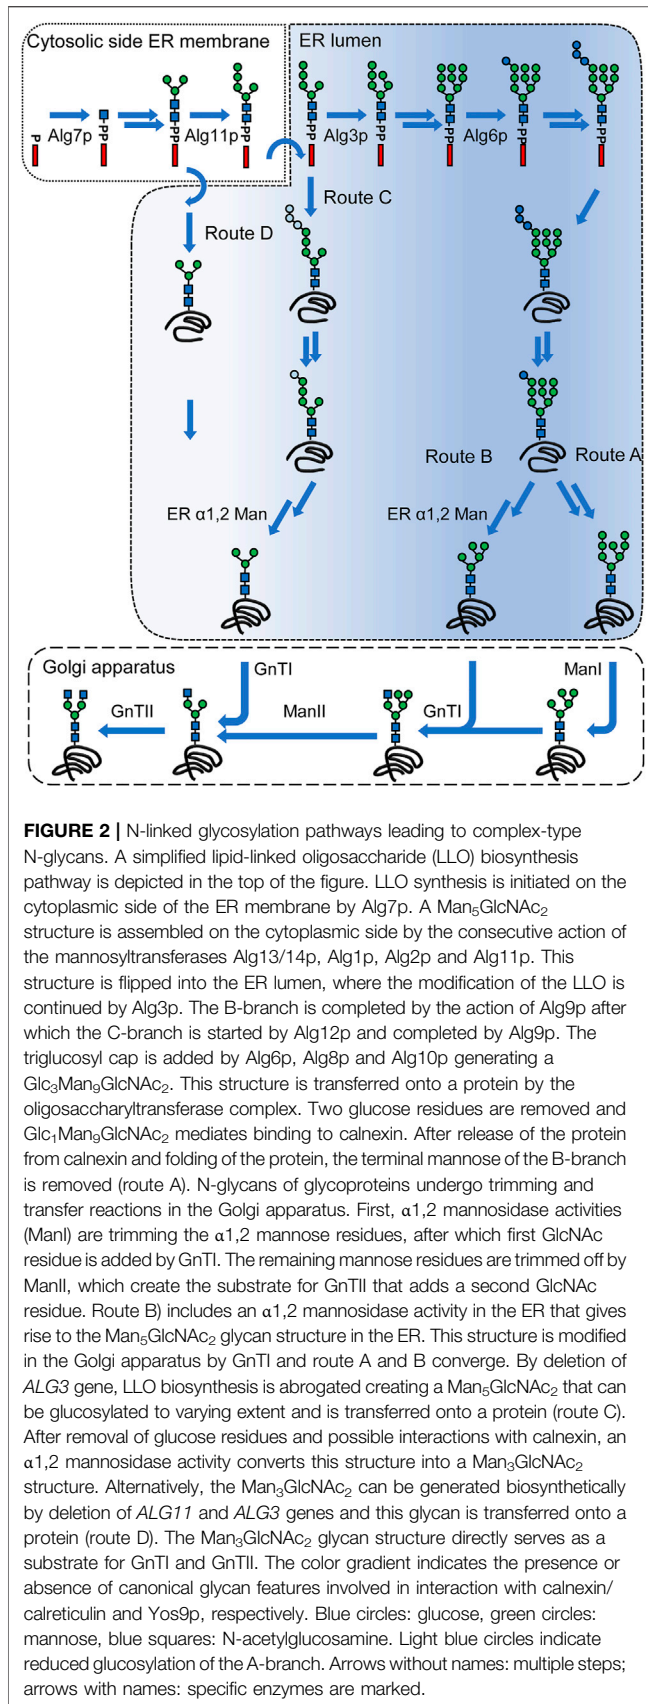 Cytosolic side ER membrane
ER lumen
Alg7p
Alg11p
Alg3p
Alg6p
P
PP
PP
PP
PP
PP
PP
PP
PP
Route C
Route D
Route B
Route A
ER α1,2 Man
ER α1,2 Man
Golgi apparatus
GnTI
ManI
GnTII
ManII
GnTI
FIGURE 2 | N-linked glycosylation pathways leading to complex-type
N-glycans. A simplified lipid-linked oligosaccharide (LLO) biosynthesis
pathway is depicted in the top of the figure. LLO synthesis is initiated on the
cytoplasmic side of the ER membrane by Alg7p. A Man₅GlcNAc₂
structure is assembled on the cytoplasmic side by the consecutive action of
the mannosyltransferases Alg13/14p, Alg1p, Alg2p and Alg11p. This
structure is flipped into the ER lumen, where the modification of the LLO is
continued by Alg3p. The B-branch is completed by the action of Alg9p after
which the C-branch is started by Alg12p and completed by Alg9p. The
triglucosyl cap is added by Alg6p, Alg8p and Alg10p generating a
Glc₃Man₉GlcNAc₂. This structure is transferred onto a protein by the
oligosaccharyltransferase complex. Two glucose residues are removed and
Glc₁Man₉GlcNAc₂ mediates binding to calnexin. After release of the protein
from calnexin and folding of the protein, the terminal mannose of the B-branch
is removed (route A). N-glycans of glycoproteins undergo trimming and
transfer reactions in the Golgi apparatus. First, α1,2 mannosidase activities
(ManI) are trimming the α1,2 mannose residues, after which first GlcNAc
residue is added by GnTI. The remaining mannose residues are trimmed off by
ManII, which create the substrate for GnTII that adds a second GlcNAc
residue. Route B) includes an α1,2 mannosidase activity in the ER that gives
rise to the Man₅GlcNAc₂ glycan structure in the ER. This structure is modified
in the Golgi apparatus by GnTI and route A and B converge. By deletion of
ALG3 gene, LLO biosynthesis is abrogated creating a Man₅GlcNAc₂ that can
be glucosylated to varying extent and is transferred onto a protein (route C).
After removal of glucose residues and possible interactions with calnexin, an
α1,2 mannosidase activity converts this structure into a Man₃GlcNAc₂
structure. Alternatively, the Man₃GlcNAc₂ can be generated biosynthetically
by deletion of ALG11 and ALG3 genes and this glycan is transferred onto a
protein (route D). The Man₃GlcNAc₂ glycan structure directly serves as a
substrate for GnTI and GnTII. The color gradient indicates the presence or
absence of canonical glycan features involved in interaction with calnexin/
calreticulin and Yos9p, respectively. Blue circles: glucose, green circles:
mannose, blue squares: N-acetylglucosamine. Light blue circles indicate
reduced glucosylation of the A-branch. Arrows without names: multiple steps;
arrows with names: specific enzymes are marked.